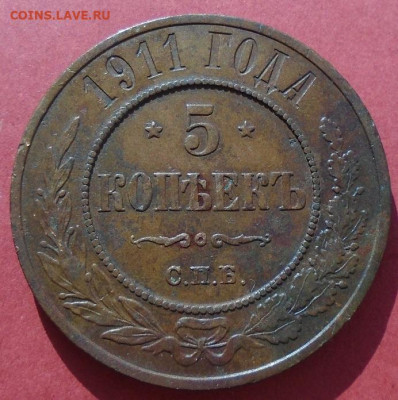 COINS.LAVE.RU
1911 ГОДА
5
КОПѢЕКЪ
С.П.Б.